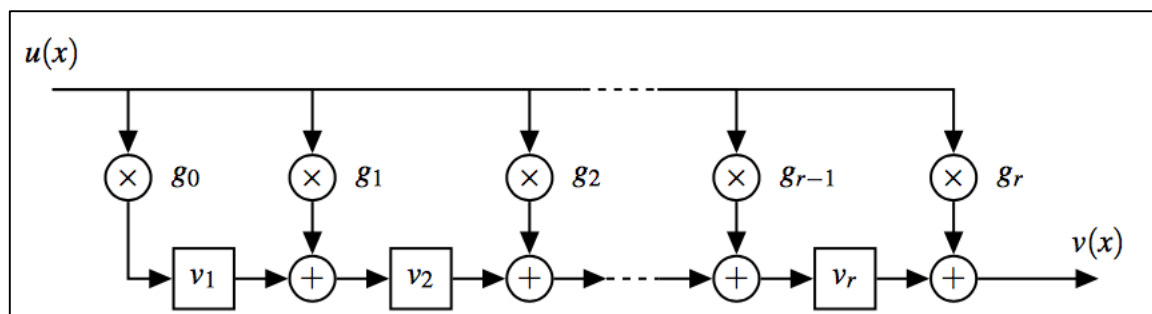 u(x)
× g₀ × g₁ × g₂ × gᵣ₋₁ × gᵣ
v(x)
v₁ + v₂ + + vᵣ +